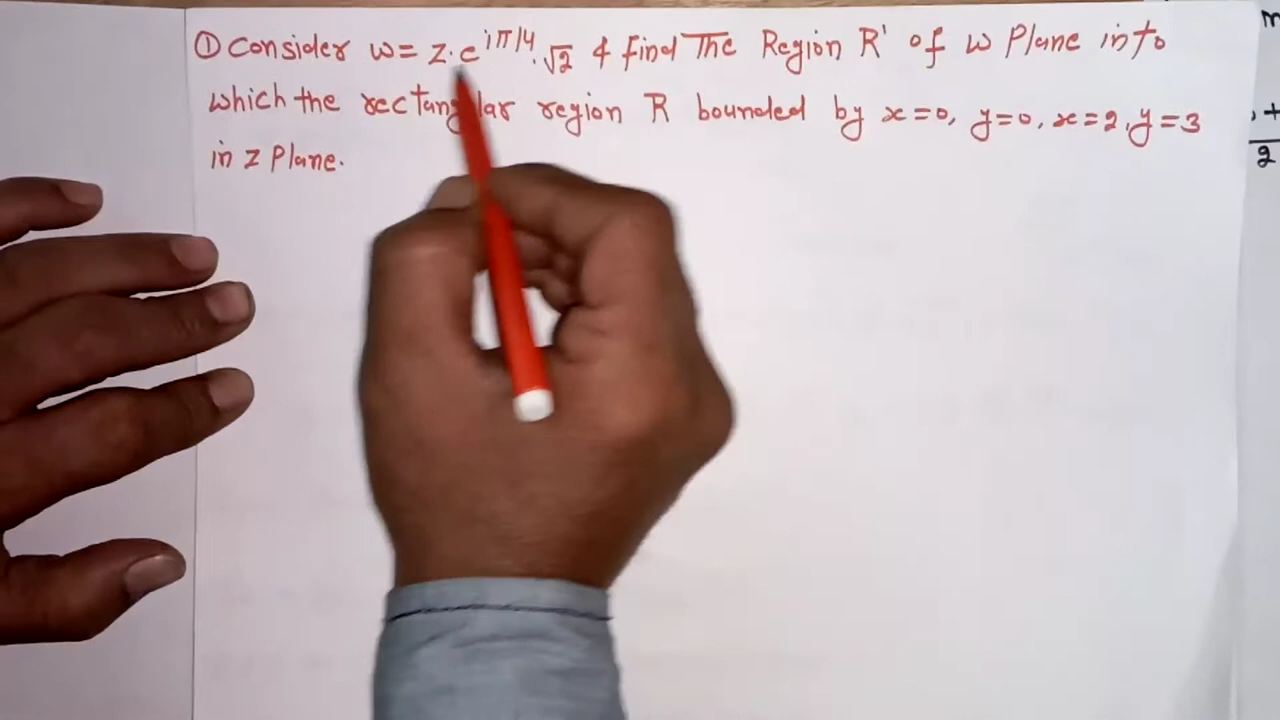 ① Consider w = z·e^{iπ/4}·√2 & find The Region R' of w Plane into
which the rectangular region R bounded by x=0, y=0, x=2, y=3
in z Plane.
m
, +
2